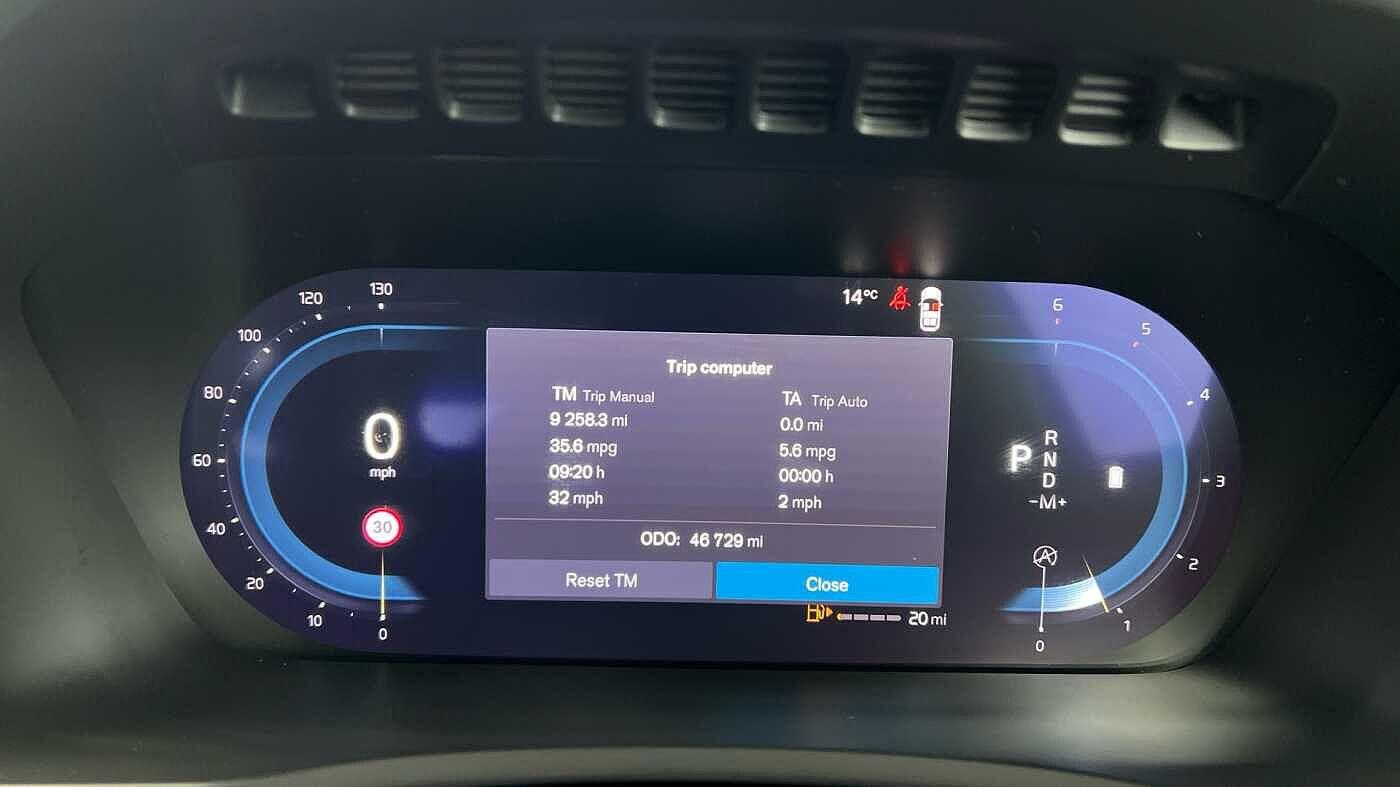 14°C
Trip computer
TM Trip Manual
9 258.3 mi
35.6 mpg
09:20 h
32 mph
TA Trip Auto
0.0 mi
5.6 mpg
00:00 h
2 mph
ODO: 46 729 mi
Reset TM
Close
20 mi
130
120
100
80
60
40
20
10
0
0
mph
30
6
5
4
3
2
1
0
P
R
N
D
-M+
A